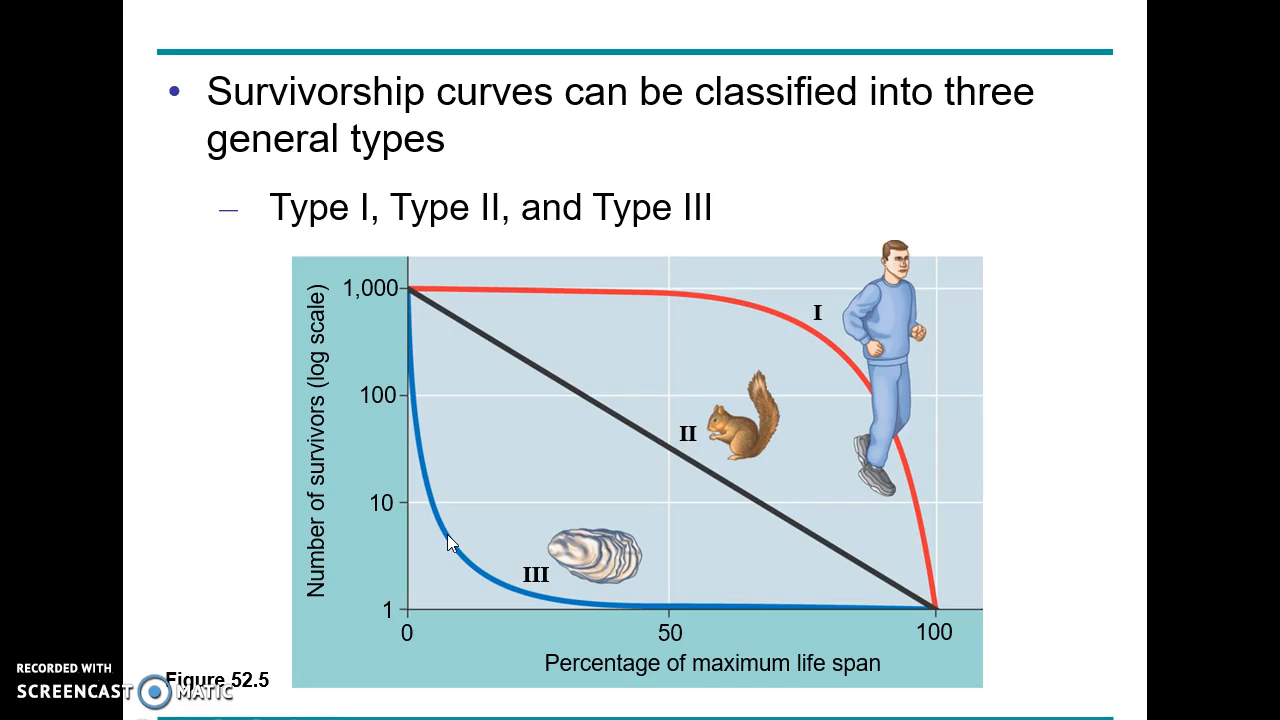 • Survivorship curves can be classified into three
general types
– Type I, Type II, and Type III
Number of survivors (log scale)
1,000
100
10
1
I
II
III
0 50 100
Percentage of maximum life span
Figure 52.5
RECORDED WITH
SCREENCAST MATIC